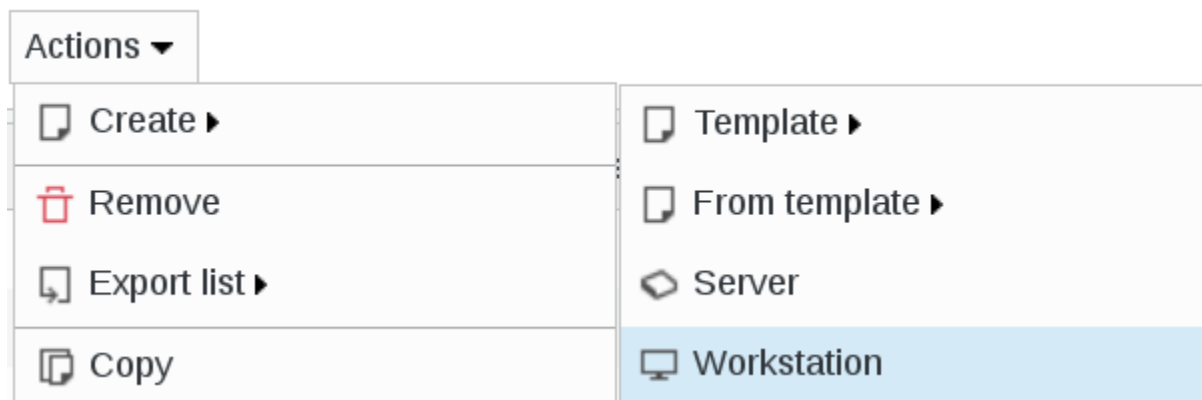 Actions
Create
Remove
Export list
Copy
Template
From template
Server
Workstation